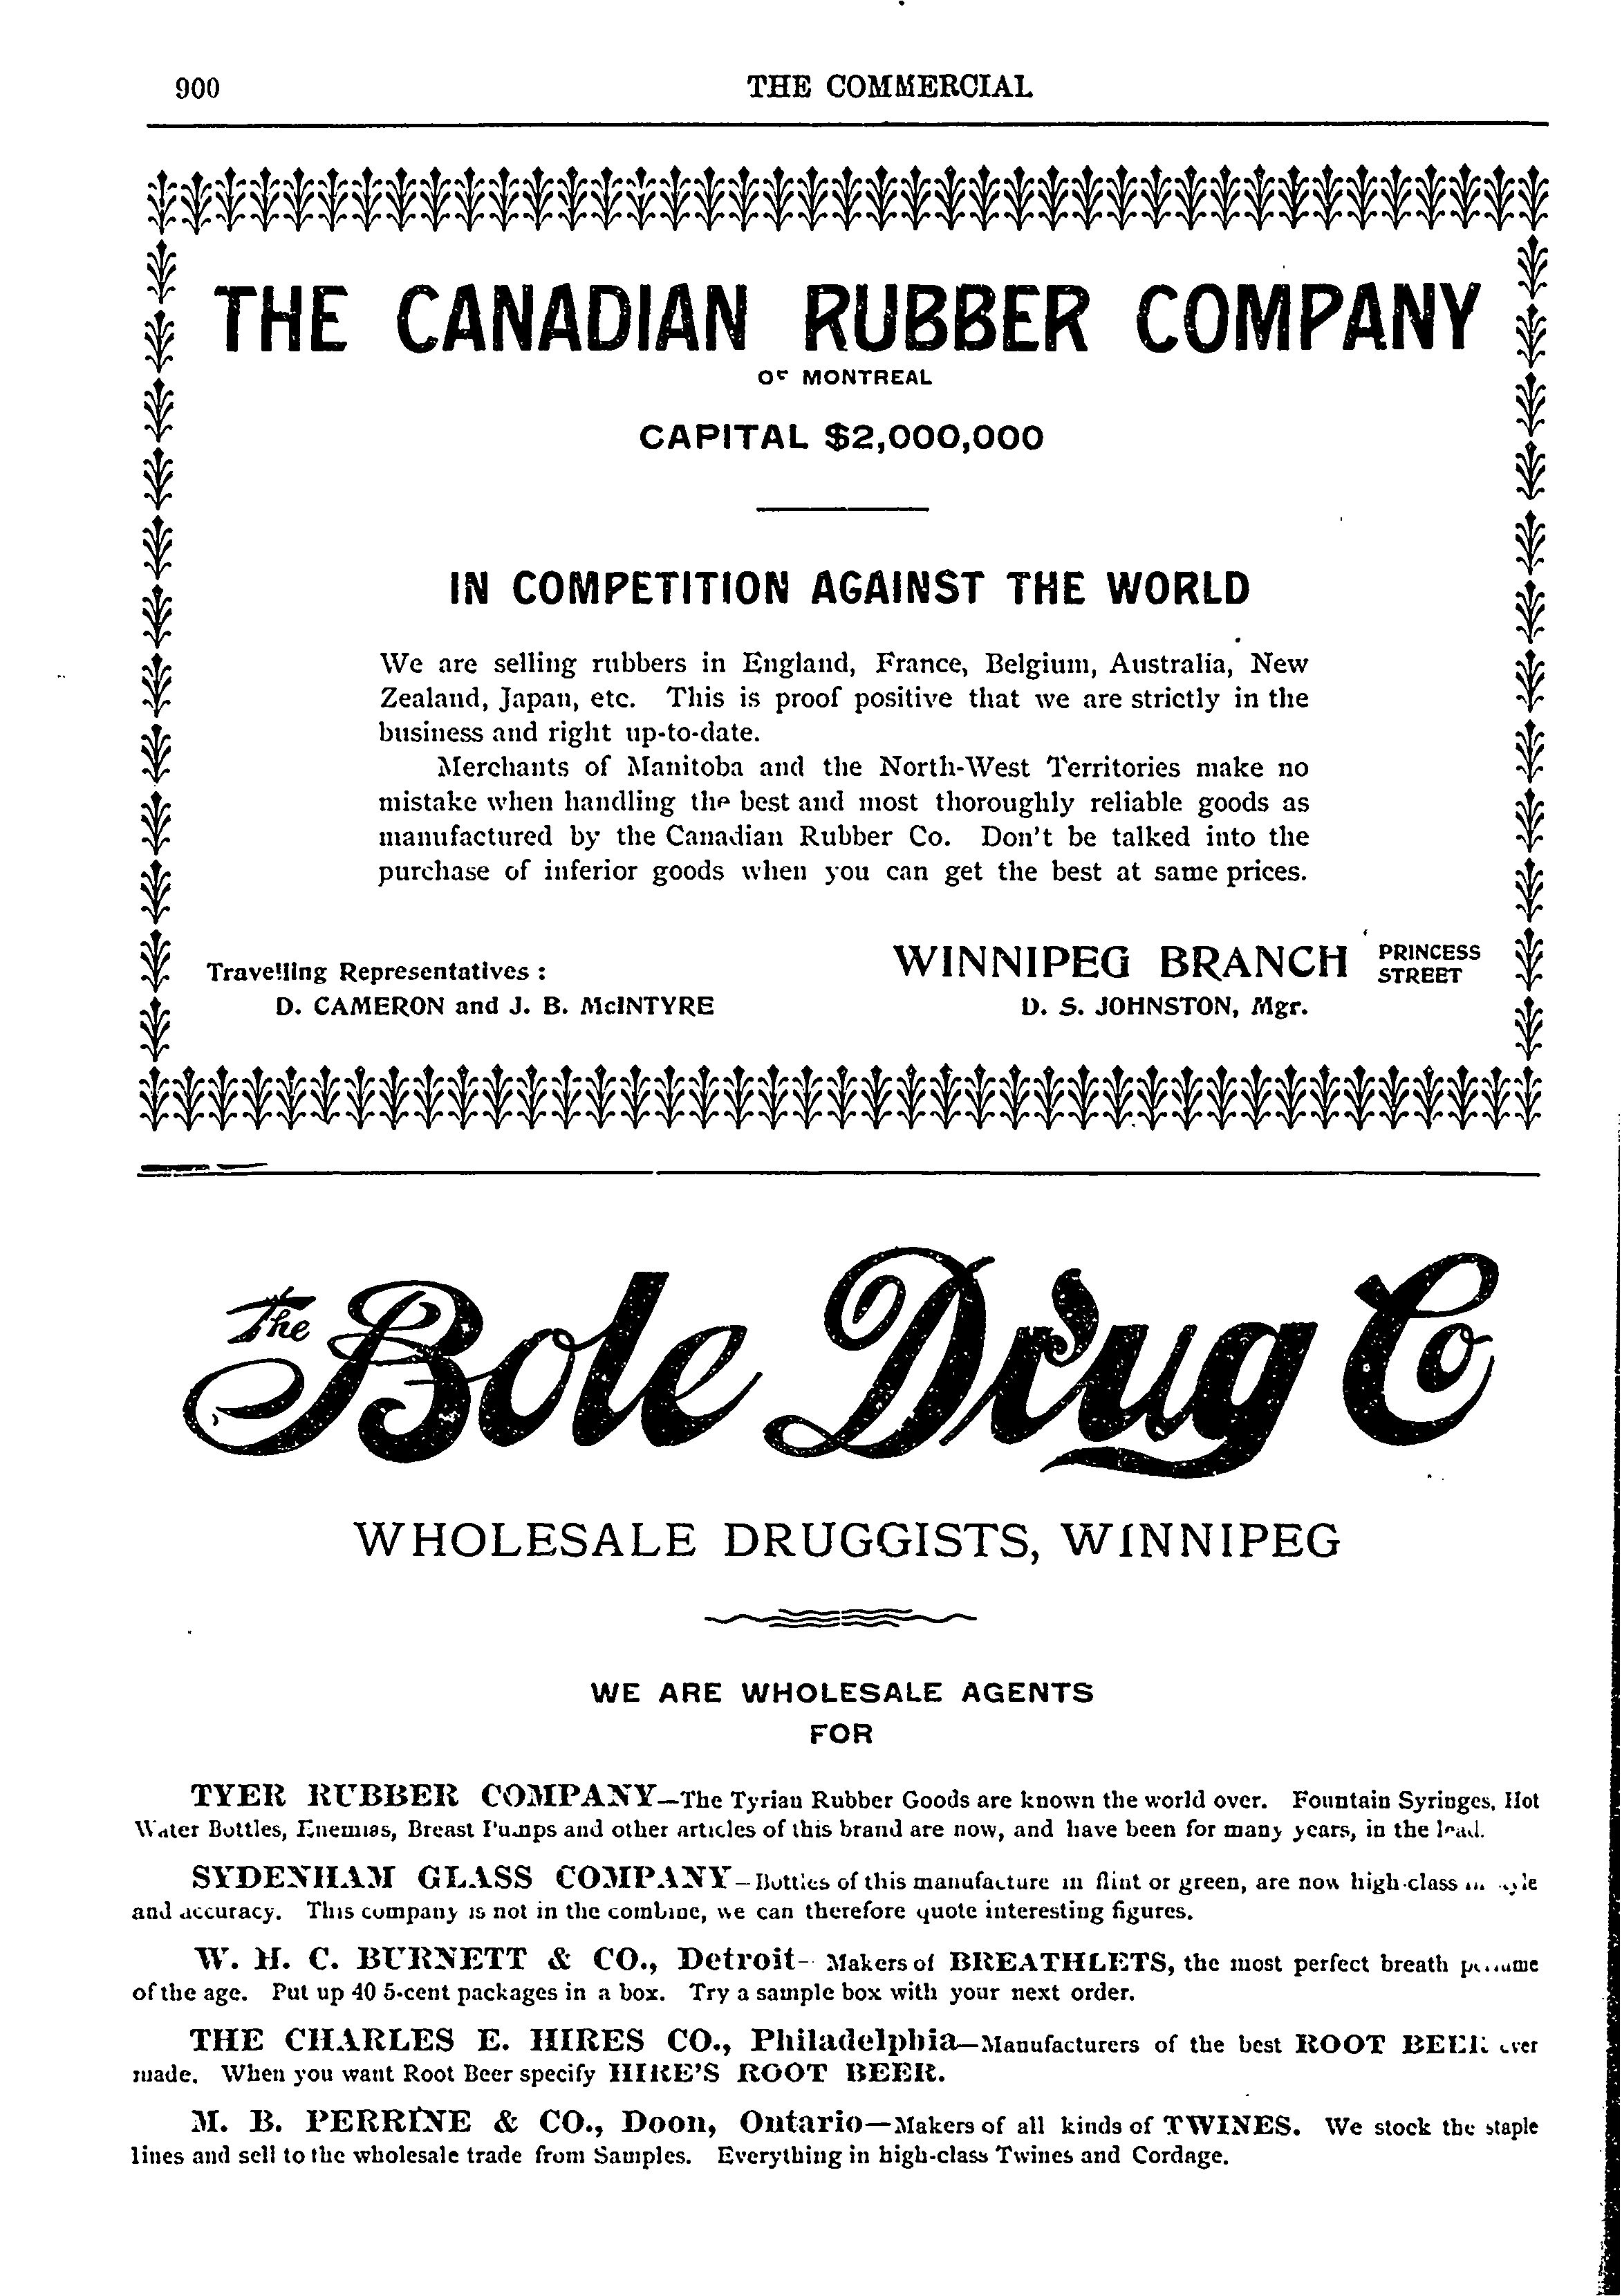 900
THE COMMERCIAL
THE CANADIAN RUBBER COMPANY
OF MONTREAL
CAPITAL $2,000,000
IN COMPETITION AGAINST THE WORLD
We are selling rubbers in England, France, Belgium, Australia, New
Zealand, Japan, etc. This is proof positive that we are strictly in the
business and right up-to-date.
Merchants of Manitoba and the North-West Territories make no
mistake when handling the best and most thoroughly reliable goods as
manufactured by the Canadian Rubber Co. Don't be talked into the
purchase of inferior goods when you can get the best at same prices.
Travelling Representatives :
D. CAMERON and J. B. McINTYRE
WINNIPEG BRANCH PRINCESS STREET
D. S. JOHNSTON, Mgr.
The Bole Drug Co
WHOLESALE DRUGGISTS, WINNIPEG
WE ARE WHOLESALE AGENTS
FOR
TYER RUBBER COMPANY—The Tyrian Rubber Goods are known the world over. Fountain Syringes, Hot
Water Bottles, Enemias, Breast Pumps and other articles of this brand are now, and have been for many years, in the lead.
SYDENHAM GLASS COMPANY—Bottles of this manufacture in flint or green, are now high-class in style
and accuracy. This company is not in the combine, we can therefore quote interesting figures.
W. H. C. BURNETT & CO., Detroit—Makers of BREATHLETS, the most perfect breath perfume
of the age. Put up 40 5-cent packages in a box. Try a sample box with your next order.
THE CHARLES E. HIRES CO., Philadelphia—Manufacturers of the best ROOT BEER ever
made. When you want Root Beer specify HIRE'S ROOT BEER.
M. B. PERRINE & CO., Doon, Ontario—Makers of all kinds of TWINES. We stock the staple
lines and sell to the wholesale trade from Samples. Everything in high-class Twines and Cordage.